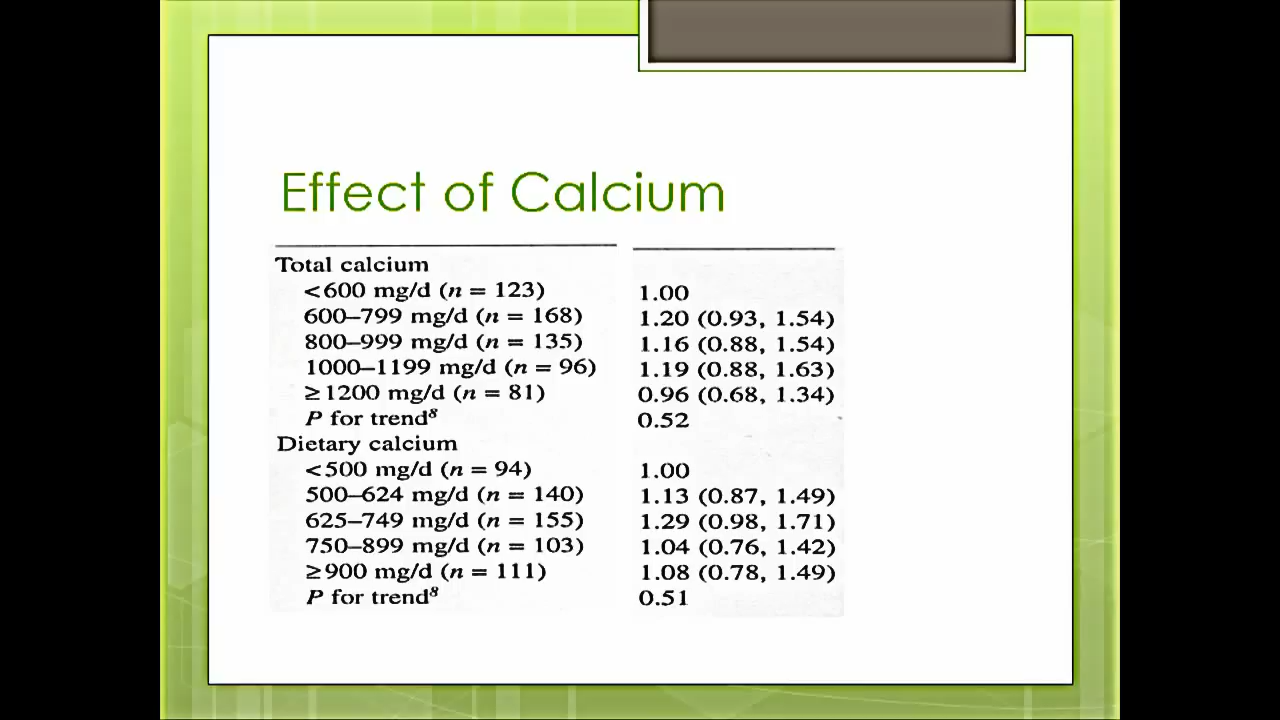 Effect of Calcium
Total calcium
<600 mg/d (n = 123) 1.00
600–799 mg/d (n = 168) 1.20 (0.93, 1.54)
800–999 mg/d (n = 135) 1.16 (0.88, 1.54)
1000–1199 mg/d (n = 96) 1.19 (0.88, 1.63)
≥1200 mg/d (n = 81) 0.96 (0.68, 1.34)
P for trend⁸ 0.52
Dietary calcium
<500 mg/d (n = 94) 1.00
500–624 mg/d (n = 140) 1.13 (0.87, 1.49)
625–749 mg/d (n = 155) 1.29 (0.98, 1.71)
750–899 mg/d (n = 103) 1.04 (0.76, 1.42)
≥900 mg/d (n = 111) 1.08 (0.78, 1.49)
P for trend⁸ 0.51